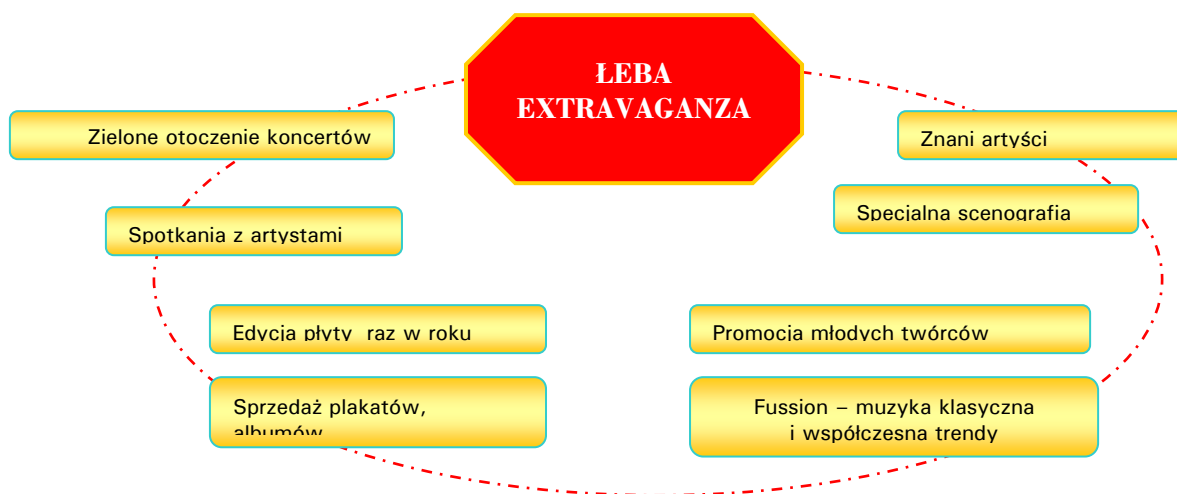 ŁEBA
EXTRAVAGANZA
Zielone otoczenie koncertów
Znani artyści
Specjalna scenografia
Spotkania z artystami
Edycja płyty raz w roku
Promocja młodych twórców
Sprzedaż plakatów,
albumów
Fussion – muzyka klasyczna
i współczesna trendy